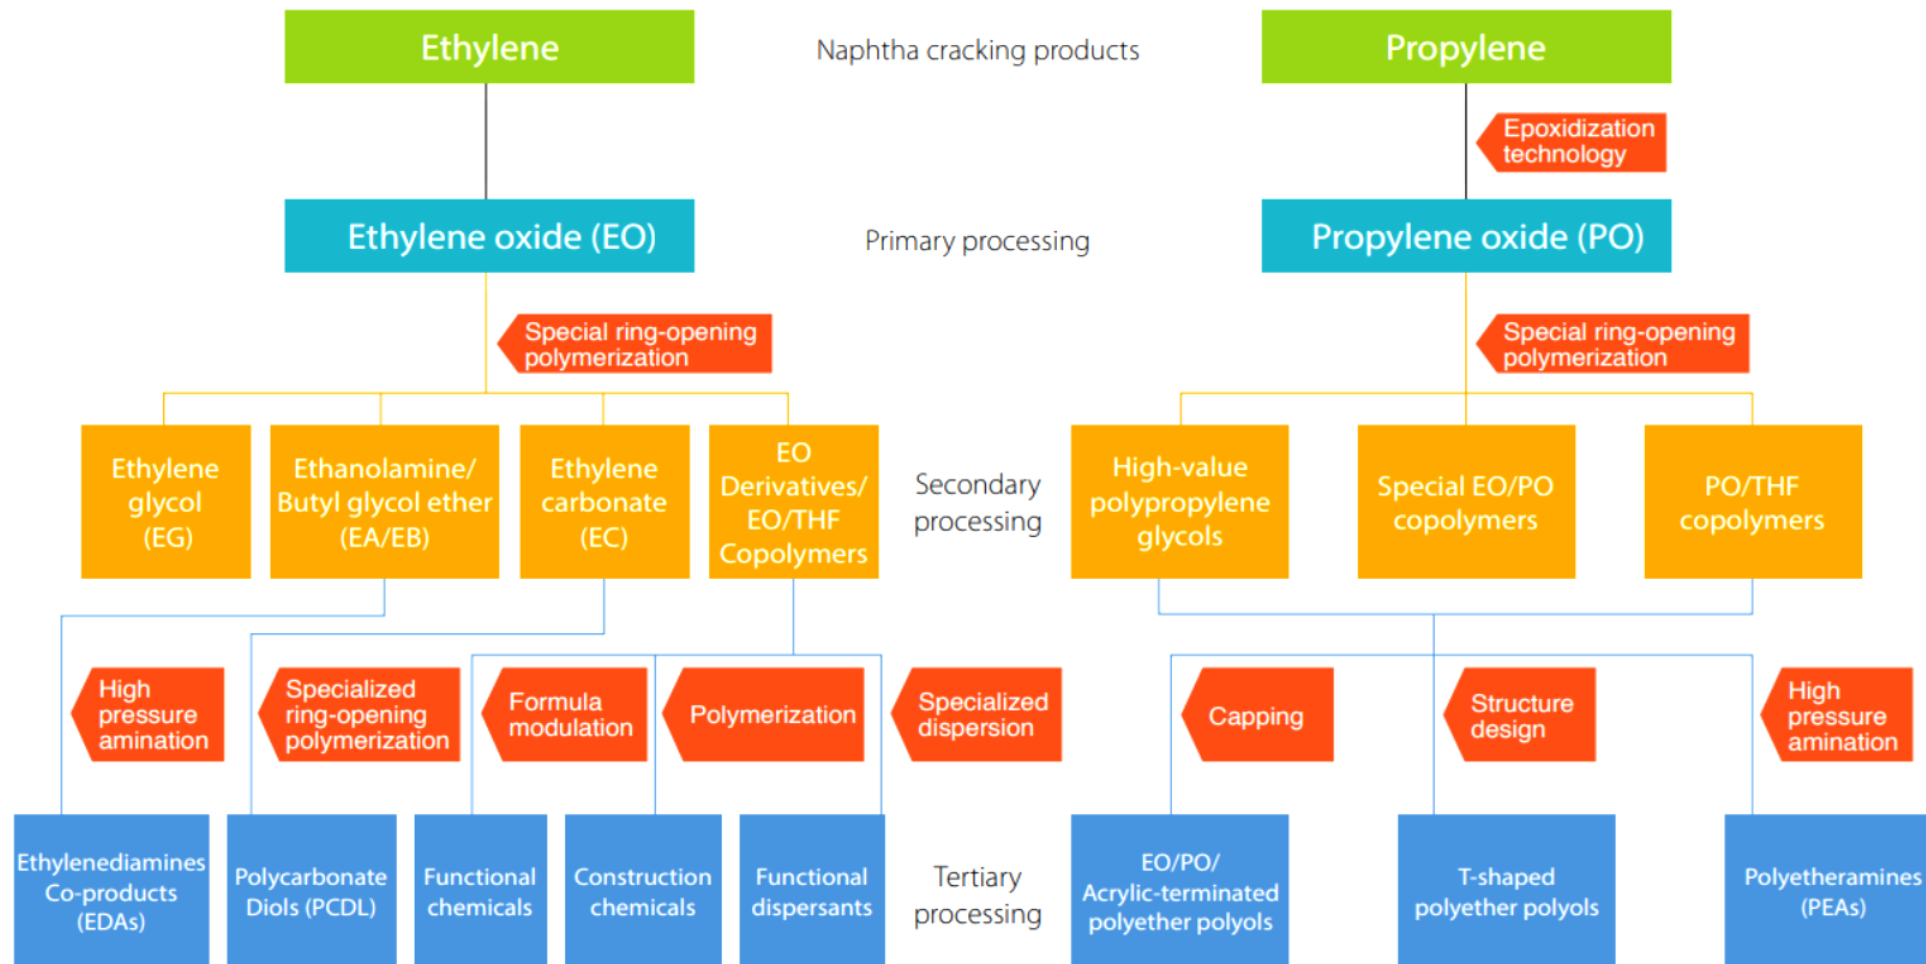 Ethylene
Naphtha cracking products
Propylene
Epoxidization
technology
Ethylene oxide (EO)
Primary processing
Propylene oxide (PO)
Special ring-opening
polymerization
Special ring-opening
polymerization
Ethylene
glycol
(EG)
Ethanolamine/
Butyl glycol ether
(EA/EB)
Ethylene
carbonate
(EC)
EO
Derivatives/
EO/THF
Copolymers
Secondary
processing
High-value
polypropylene
glycols
Special EO/PO
copolymers
PO/THF
copolymers
High
pressure
amination
Specialized
ring-opening
polymerization
Formula
modulation
Polymerization
Specialized
dispersion
Capping
Structure
design
High
pressure
amination
Ethylenediamines
Co-products
(EDAs)
Polycarbonate
Diols (PCDL)
Functional
chemicals
Construction
chemicals
Functional
dispersants
Tertiary
processing
EO/PO/
Acrylic-terminated
polyether polyols
T-shaped
polyether polyols
Polyetheramines
(PEAs)